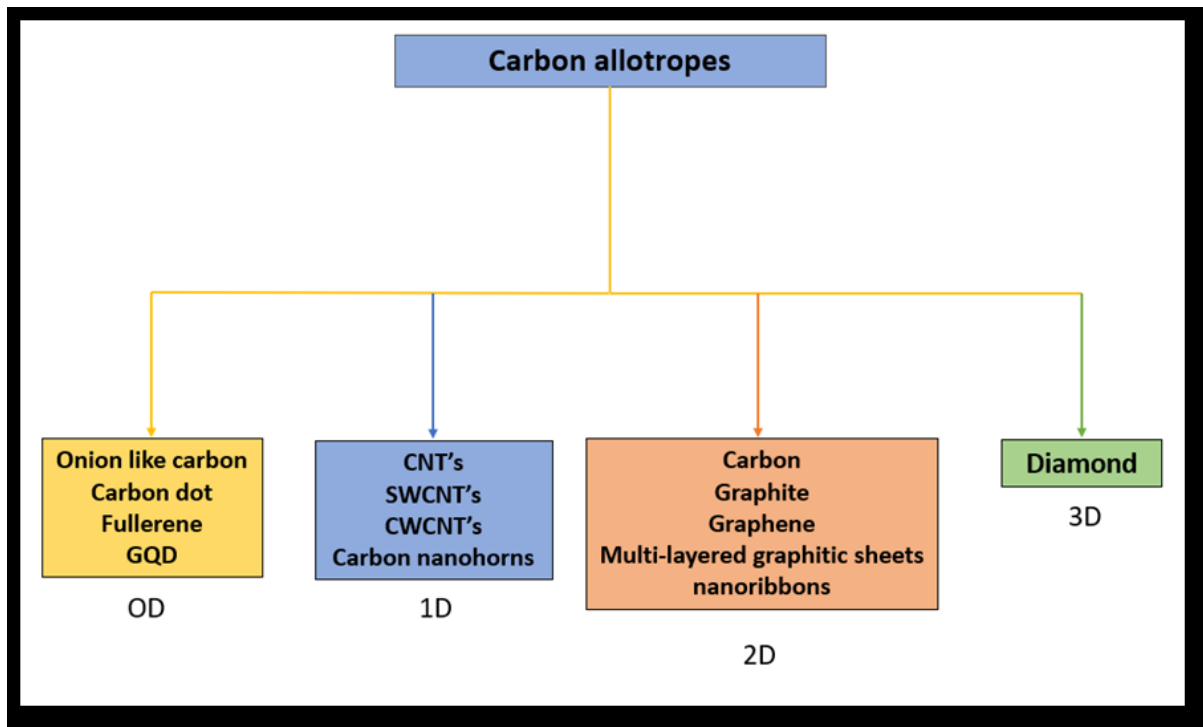 Carbon allotropes
Onion like carbon
Carbon dot
Fullerene
GQD
OD
CNT's
SWCNT's
CWCNT's
Carbon nanohorns
1D
Carbon
Graphite
Graphene
Multi-layered graphitic sheets
nanoribbons
2D
Diamond
3D